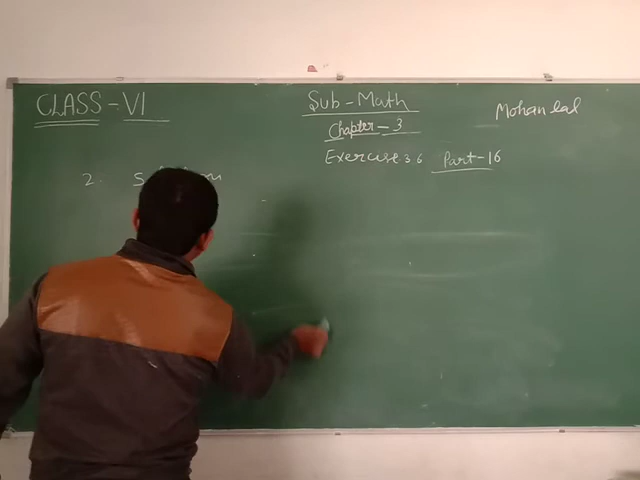 CLASS-VI
Sub-Math
Mohan lal
Chapter-3
Exercise 3.6 Part-16
2.